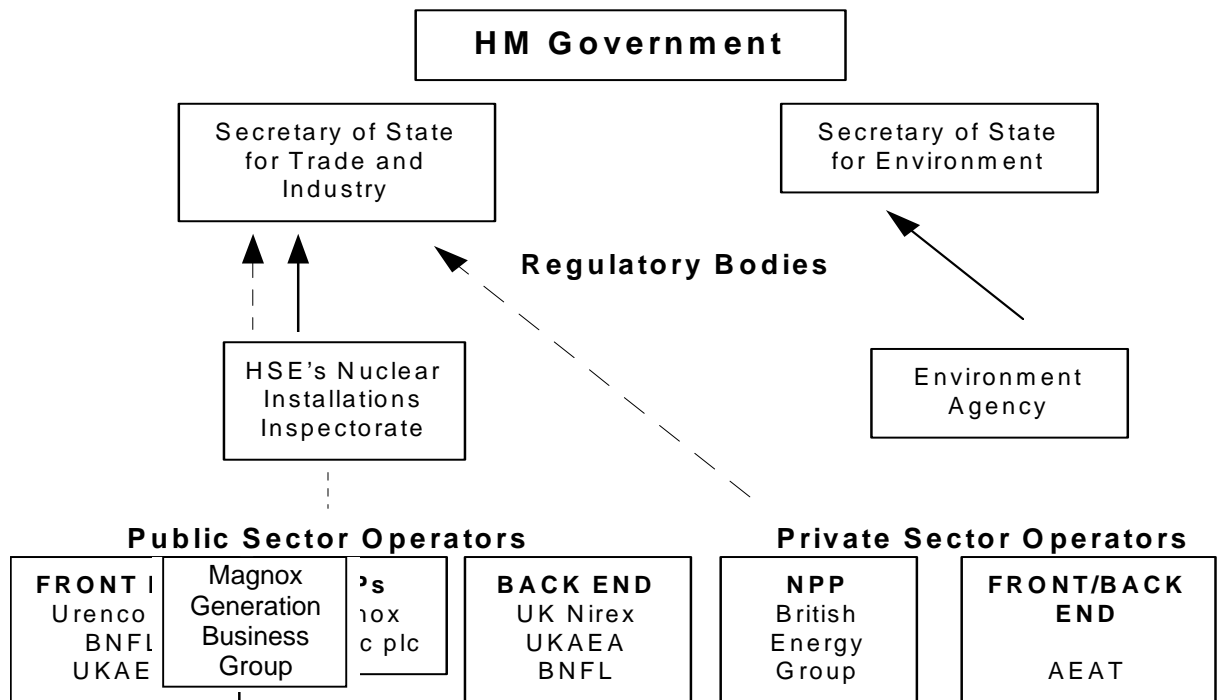 HM Government
Secretary of State
for Trade and
Industry
Secretary of State
for Environment
Regulatory Bodies
HSE's Nuclear
Installations
Inspectorate
Environment
Agency
Public Sector Operators
Private Sector Operators
FRONT
Urenco
BNFL
Magnox
Generation
Business
Group
plc
BACK END
UK Nirex
UKAEA
BNFL
NPP
British
Energy
Group
FRONT/BACK
END
AEAT